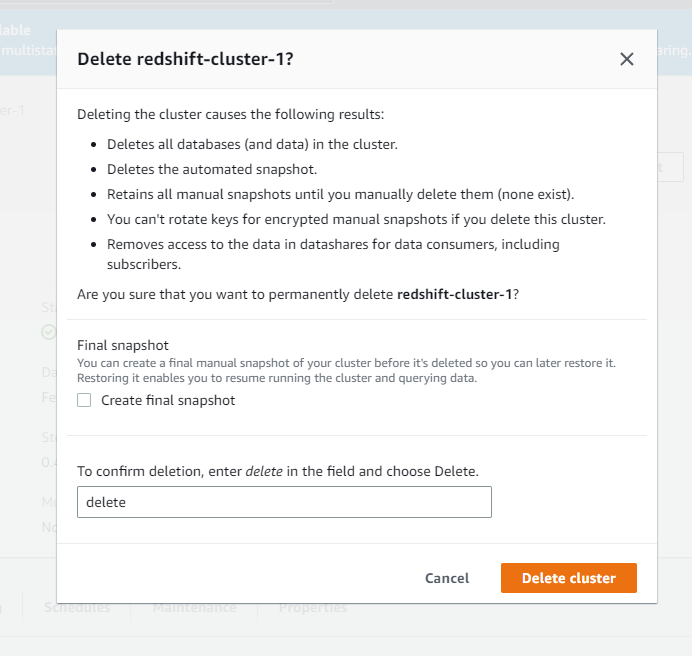 lable
multistat
aring.
er-1
Delete redshift-cluster-1?
Deleting the cluster causes the following results:
• Deletes all databases (and data) in the cluster.
• Deletes the automated snapshot.
• Retains all manual snapshots until you manually delete them (none exist).
• You can't rotate keys for encrypted manual snapshots if you delete this cluster.
• Removes access to the data in datashares for data consumers, including
subscribers.
Are you sure that you want to permanently delete redshift-cluster-1?
Final snapshot
You can create a final manual snapshot of your cluster before it's deleted so you can later restore it.
Restoring it enables you to resume running the cluster and querying data.
Create final snapshot
To confirm deletion, enter delete in the field and choose Delete.
delete
Cancel Delete cluster
Schedules Maintenance Properties